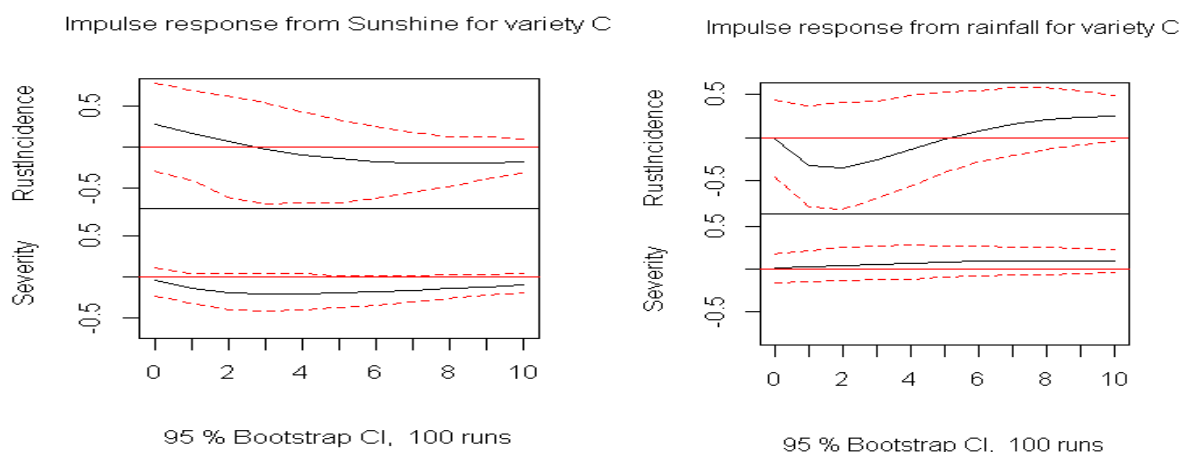 Impulse response from Sunshine for variety C
RustIncidence
0.5
-0.5
Severity
0.5
-0.5
0 2 4 6 8 10
95 % Bootstrap CI, 100 runs
Impulse response from rainfall for variety C
RustIncidence
0.5
-0.5
Severity
0.5
-0.5
0 2 4 6 8 10
95 % Bootstrap CI, 100 runs